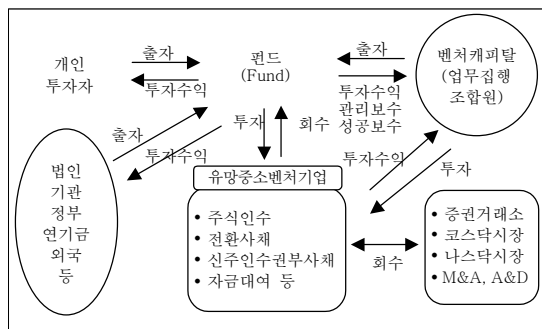 개인
투자자
출자
투자수익
펀드
(Fund)
출자
투자수익
관리보수
성공보수
벤처캐피탈
(업무집행
조합원)
출자
투자수익
투자
회수
투자수익
투자
법인
기관
정부
연기금
외국
등
유망중소벤처기업
• 주식인수
• 전환사채
• 신주인수권부사채
• 자금대여 등
회수
• 증권거래소
• 코스닥시장
• 나스닥시장
• M&A, A&D